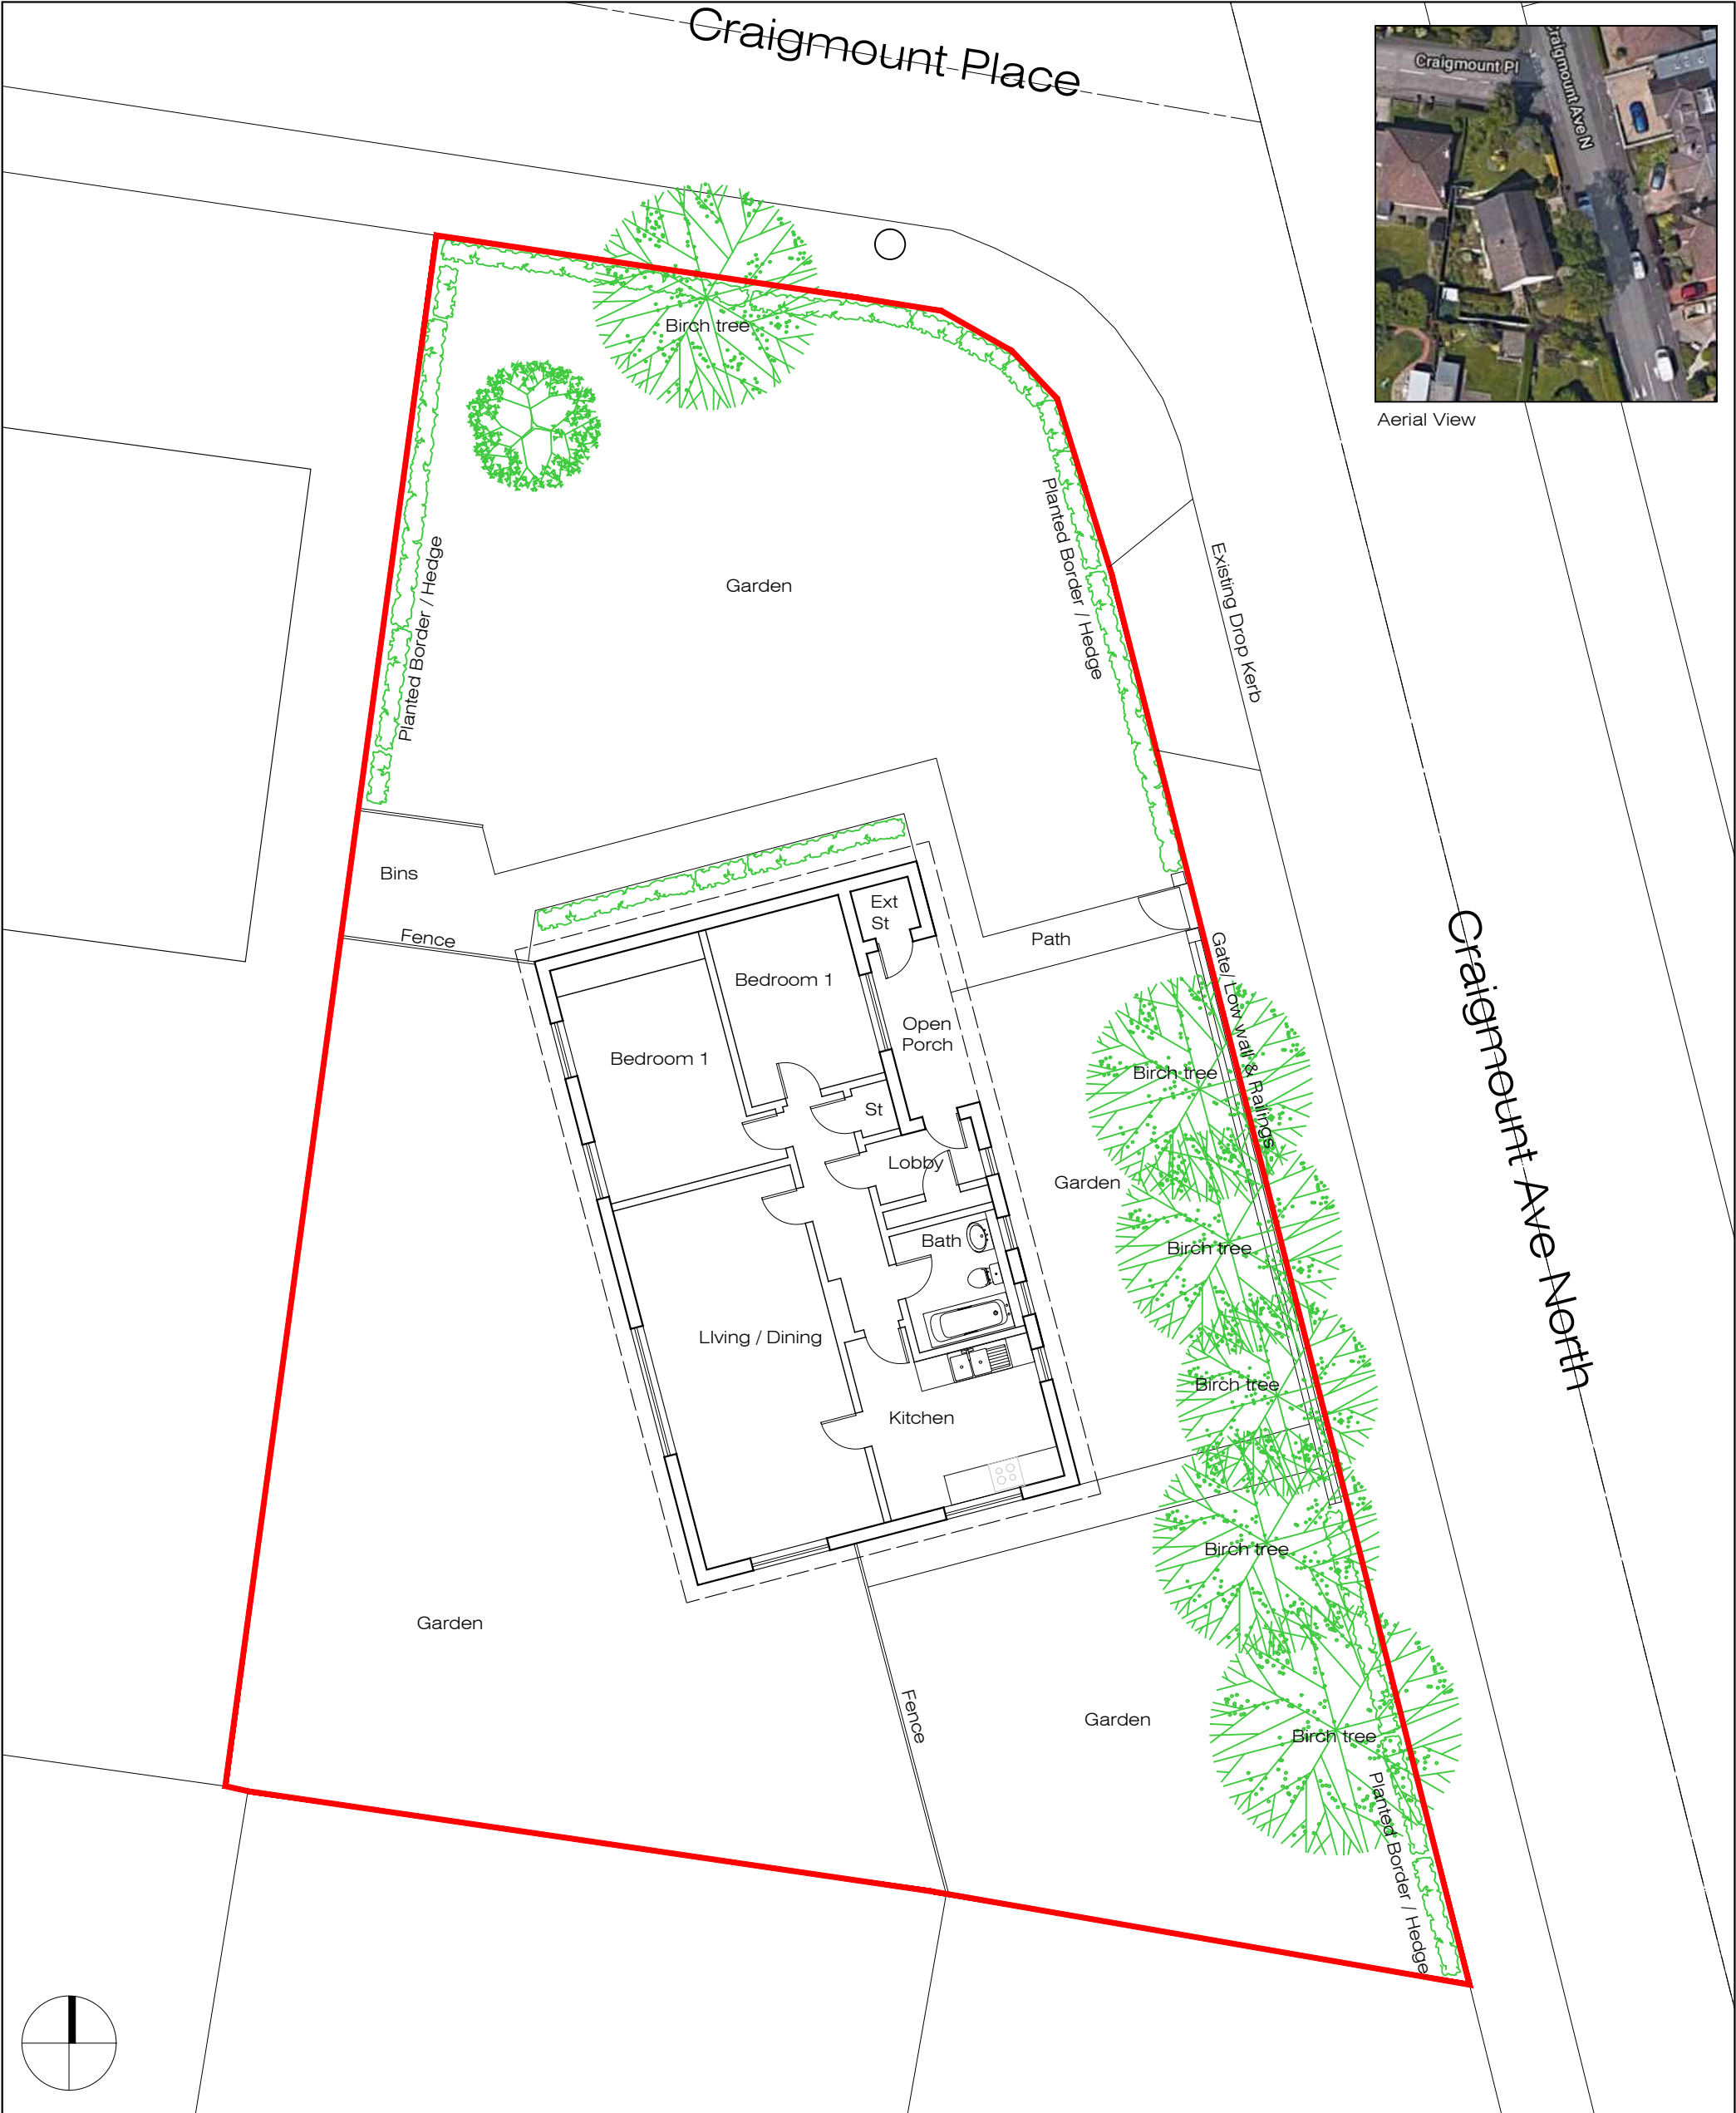 Craigmount Place
Craigmount Pl
Craigmount Ave N
Aerial View
Birch tree
Planted Border / Hedge
Planted Border / Hedge
Existing Drop Kerb
Garden
Bins
Fence
Ext
St
Path
Gate/ Low wall & Railings
Craigmount Ave North
Bedroom 1
Bedroom 1
Open
Porch
Birch tree
St
Lobby
Garden
Bath
Birch tree
LIving / Dining
Birch tree
Kitchen
Birch tree
Garden
Fence
Garden
Birch tree
Planted Border / Hedge